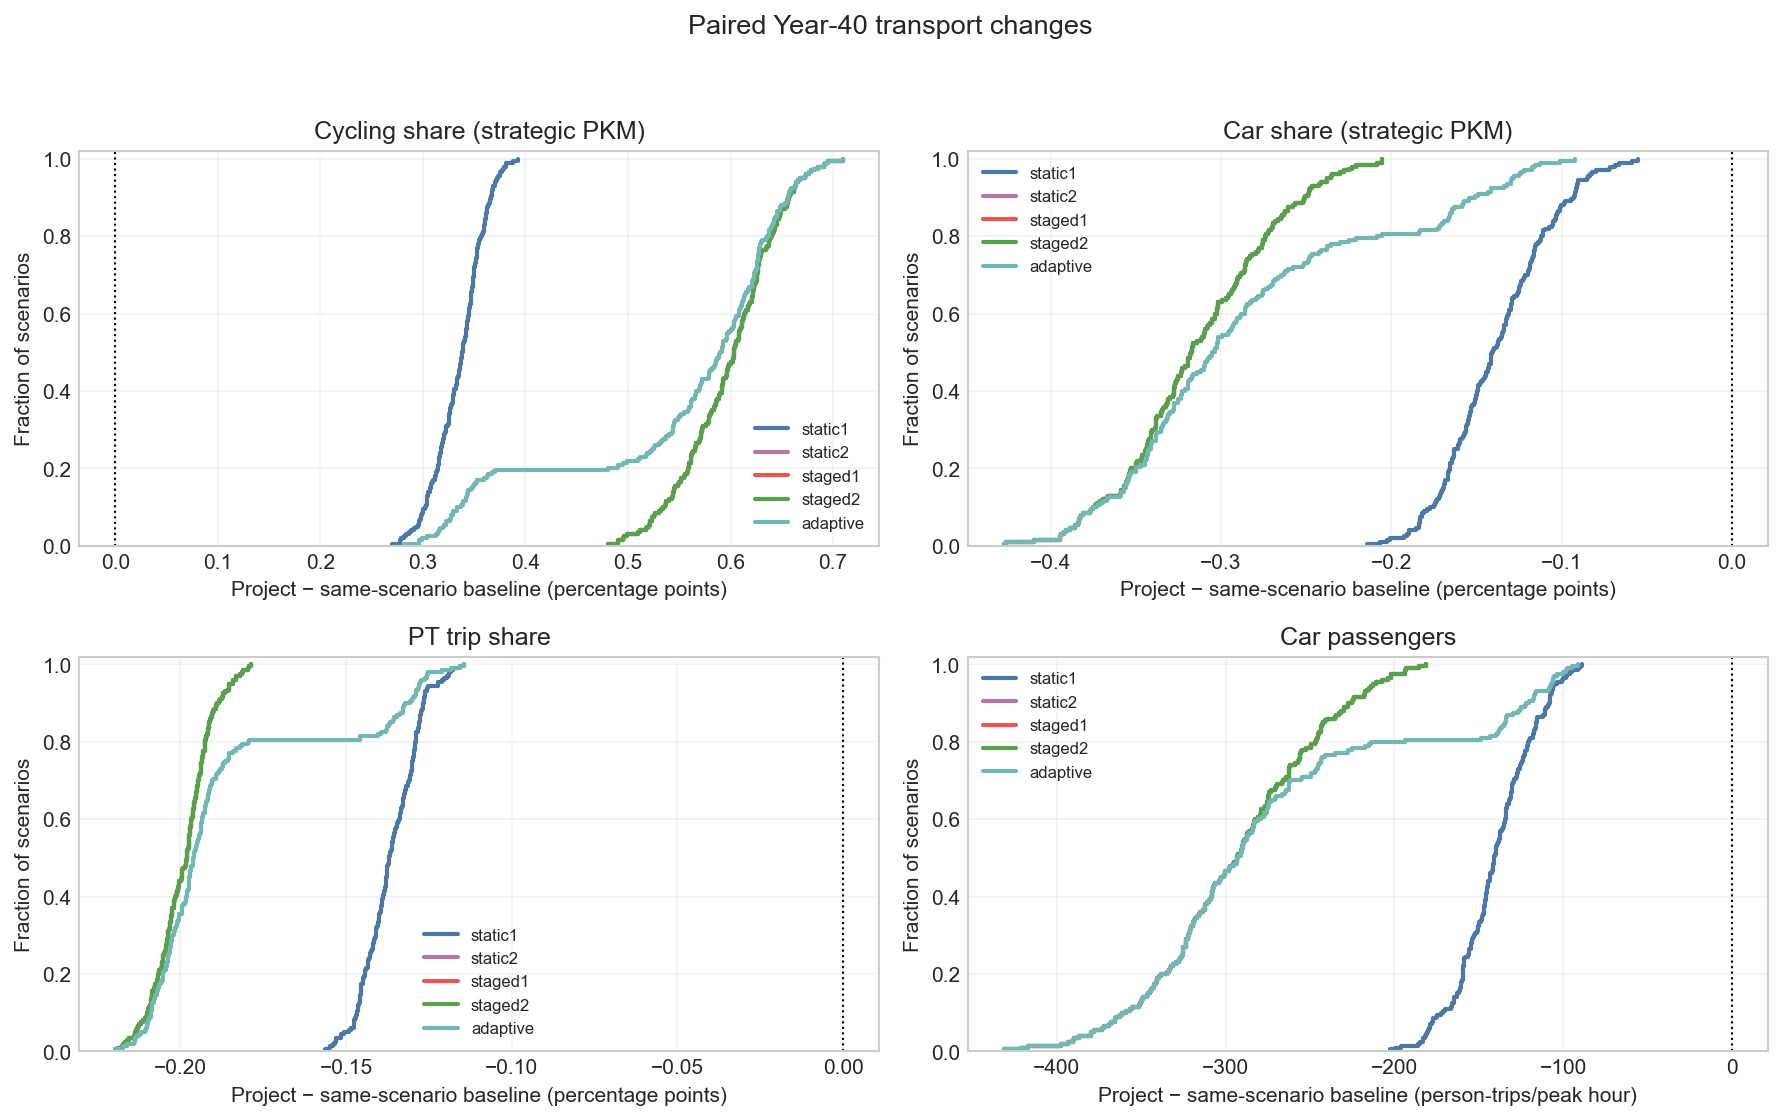 Paired Year-40 transport changes
Cycling share (strategic PKM)
Fraction of scenarios
1.0
0.8
0.6
0.4
0.2
0.0
static1
static2
staged1
staged2
adaptive
0.0 0.1 0.2 0.3 0.4 0.5 0.6 0.7
Project − same-scenario baseline (percentage points)
Car share (strategic PKM)
Fraction of scenarios
1.0
0.8
0.6
0.4
0.2
0.0
static1
static2
staged1
staged2
adaptive
−0.4 −0.3 −0.2 −0.1 0.0
Project − same-scenario baseline (percentage points)
PT trip share
Fraction of scenarios
1.0
0.8
0.6
0.4
0.2
0.0
static1
static2
staged1
staged2
adaptive
−0.20 −0.15 −0.10 −0.05 0.00
Project − same-scenario baseline (percentage points)
Car passengers
Fraction of scenarios
1.0
0.8
0.6
0.4
0.2
0.0
static1
static2
staged1
staged2
adaptive
−400 −300 −200 −100 0
Project − same-scenario baseline (person-trips/peak hour)